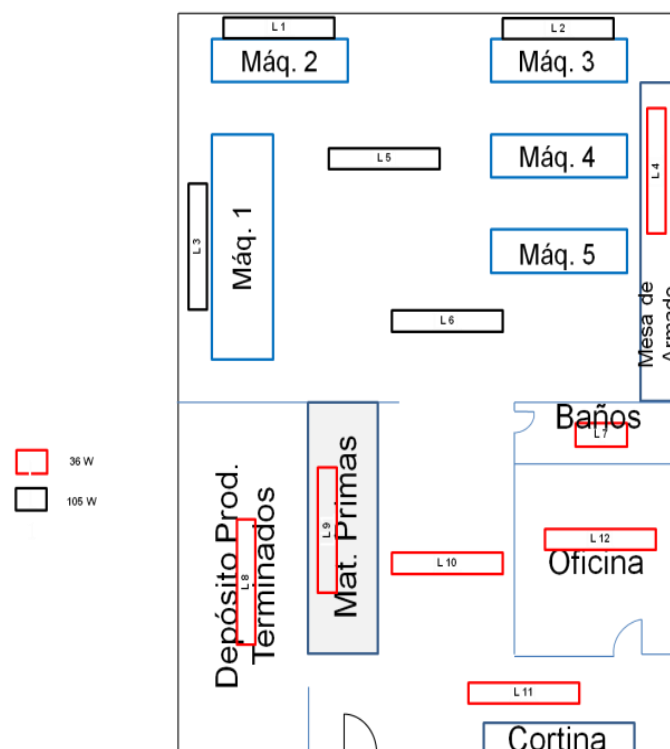 L 1
L 2
Máq. 2
Máq. 3
L 5
Máq. 4
L 4
L 3
Máq. 1
Máq. 5
L 6
Mesa de
Armado
Baños
L 7
36 W
105 W
Depósito Prod.
Terminados
L 8
Mat. Primas
L 9
L 10
L 12
Oficina
L 11
Cortina